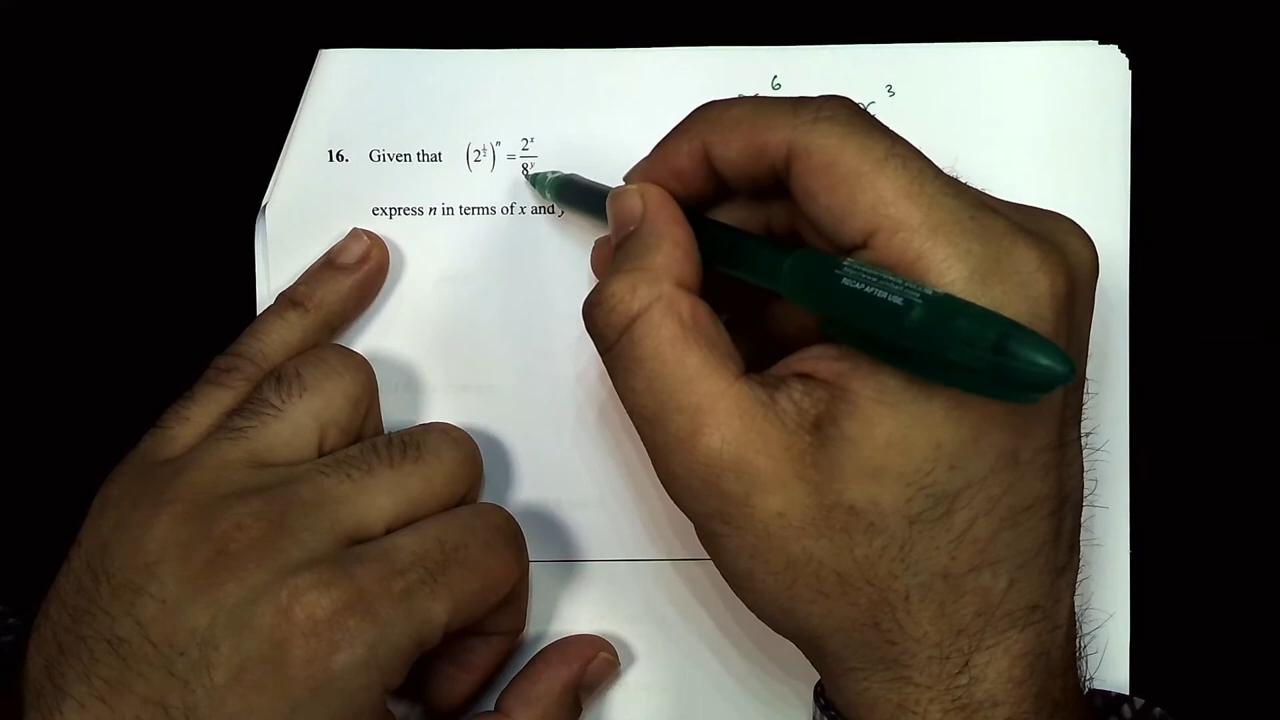 6
x 3
16. Given that (2^½)^n = 2^x / 8^y
express n in terms of x and y
RECAP AFTER USE.